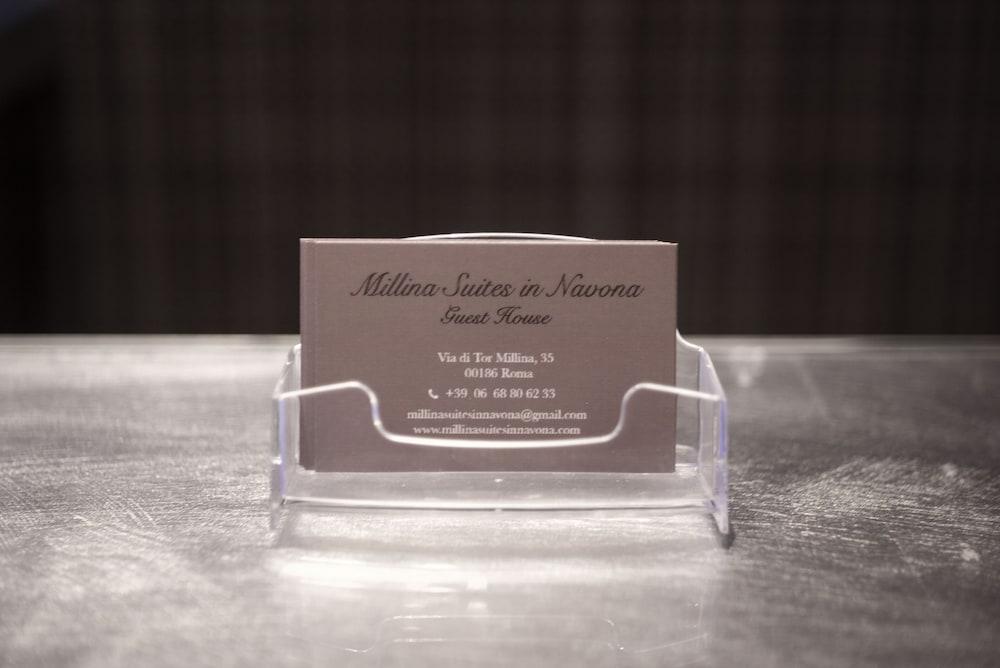 Millina Suites in Navona
Guest House
Via di Tor Millina, 35
00186 Roma
+39 06 68 80 62 33
millinasuitesinnavona@gmail.com
www.millinasuitesinnavona.com